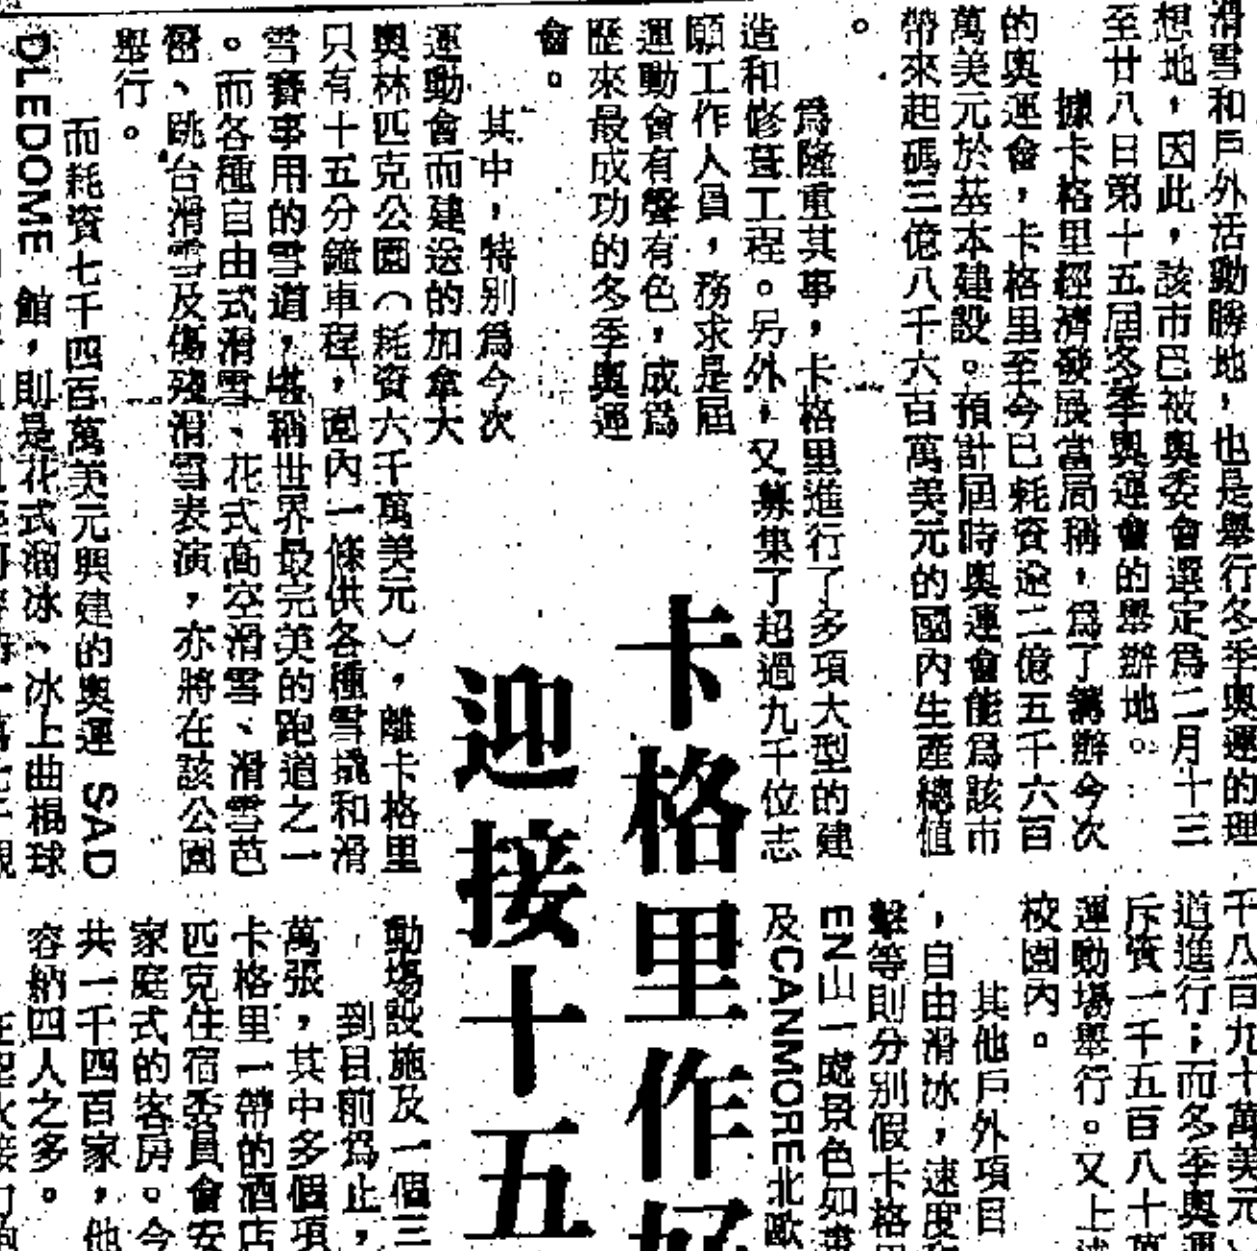 滑雪和戶外活動勝地，也是舉行冬季奧運的理
想地，因此，該市已被奧委會選定爲二月十三
至廿八日第十五屆冬季奧運會的舉辦地。
據卡格里經濟發展當局稱，爲了籌辦今次
的奧運會，卡格里至今已耗資逾二億五千六百
萬美元於基本建設。預計屆時奧運會能爲該市
帶來起碼三億八千六百萬美元的國內生產總值
。
爲隆重其事，卡格里進行了多項大型的建
造和修葺工程。另外，又募集了超過九千位志
願工作人員，務求是屆
運動會有聲有色，成爲
歷來最成功的冬季奧運
會。
其中，特別爲今次
運動會而建送的加拿大
奧林匹克公園（耗資六千萬美元），離卡格里
只有十五分鐘車程，園內一條供各種雪撬和滑
雪賽事用的雪道，堪稱世界最完美的跑道之一
。而各種自由式滑雪、花式高空滑雪、滑雪芭
蕾、跳台滑雪及傷殘滑雪表演，亦將在該公園
舉行。
而耗資七千四百萬美元興建的奧運 SAD
DLEDOME 館，則是花式溜冰、冰上曲棍球
卡格里作好
迎接十五
千八百九十萬美元
道進行；而冬季奧運
斥資一千五百八十萬
運動場舉行。又上述
校園內。
其他戶外項目
，自由滑冰，速度和
擊等則分別假卡格里
EN山一處景色如畫
及CANMORE北歐
動場設施及一個三
到目前爲止，
萬張，其中多個項
卡格里一帶的酒店
匹克住宿委員會安
家庭式的客房。今
共一千四百家，他
容納四人之多。